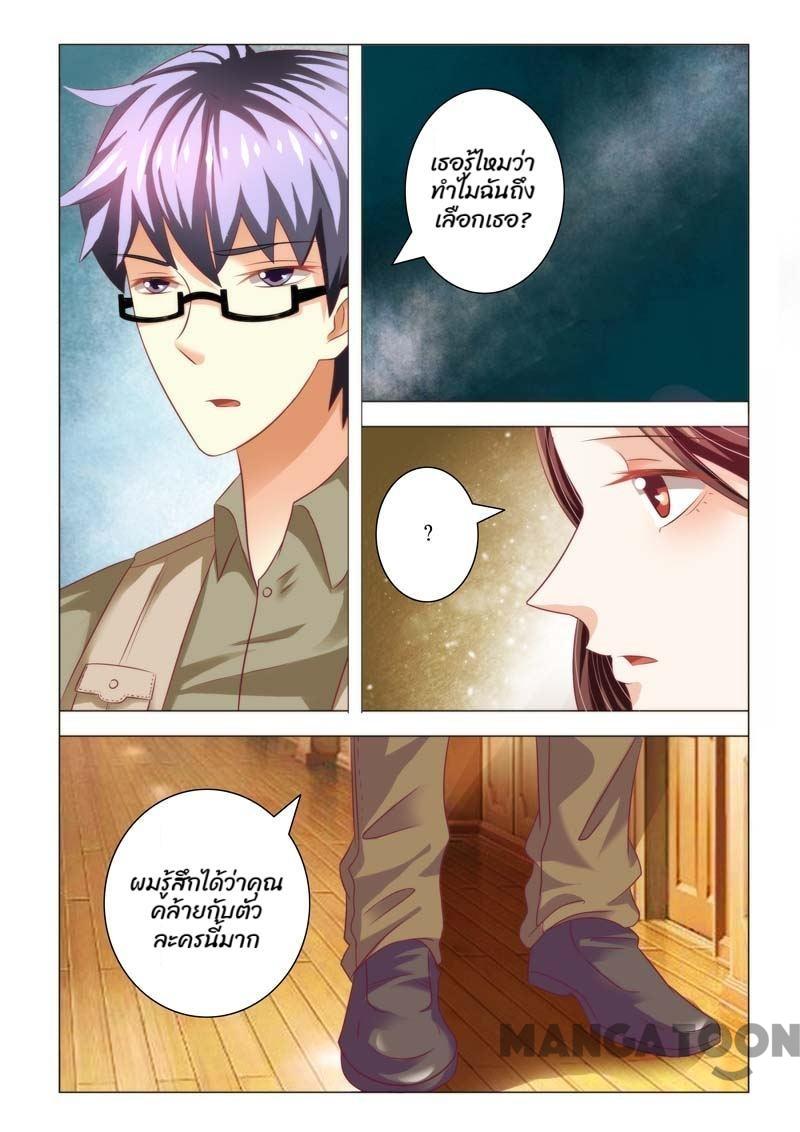 เธอรู้ไหมว่า
ทำไมฉันถึง
เลือกเธอ?
?
ผมรู้สึกได้ว่าคุณ
คล้ายกับตัว
ละครนี้มาก
MANGATOON